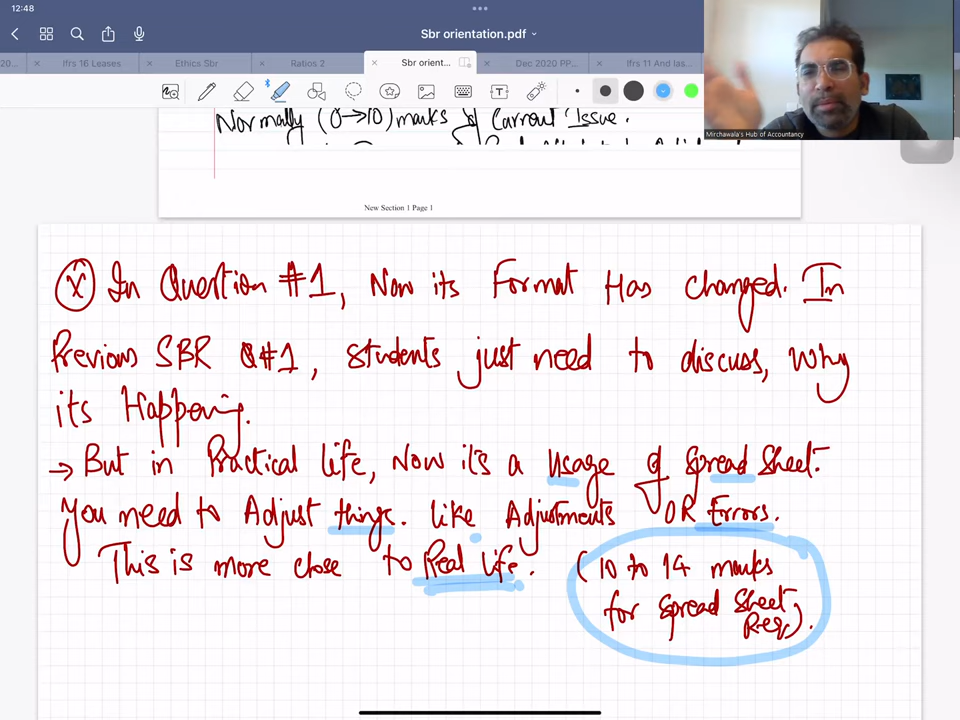 12:48
Sbr orientation.pdf
20...
Ifrs 16 Leases
Ethics Sbr
Ratios 2
Sbr orient...
Dec 2020 PP...
Ifrs 11 And las...
Mirchawala's Hub of Accountancy
Normally (0→10) marks of Current Issue.
New Section 1 Page 1
In Question #1, Now its Format Has changed. In
Previous SBR Q#1, students just need to discuss, Why
its Happening.
→ But in Practical life, Now it's a Usage of Spread Sheet.
You need to Adjust things. like Adjustments OR Errors.
This is more close to Real life. (10 to 14 marks
for Spread Sheet
Req).